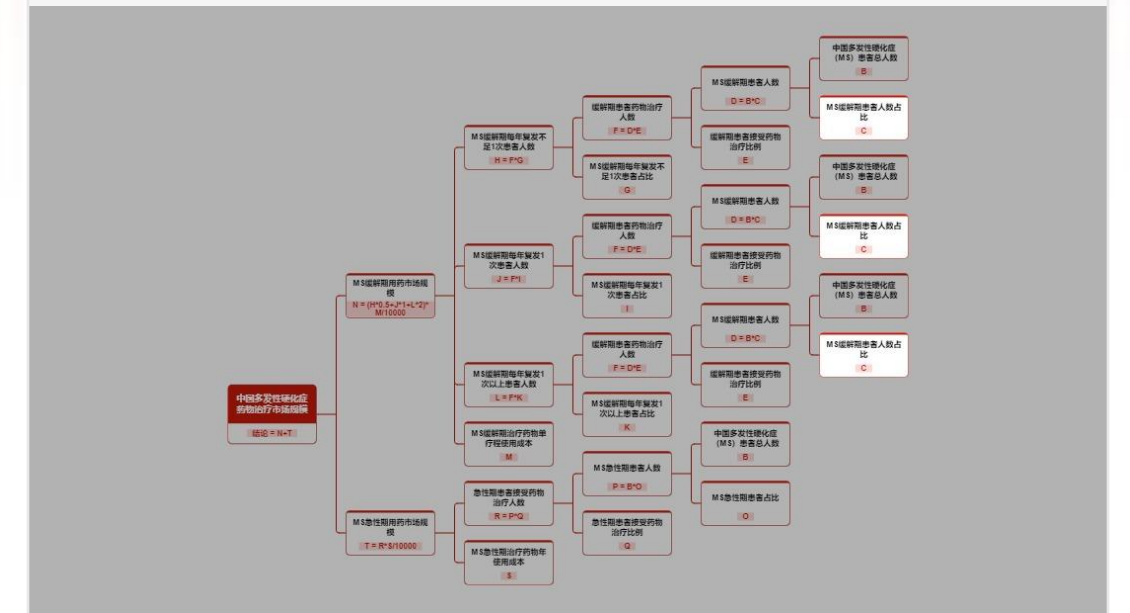 中国多发性硬化症
（MS）患者总人数
B
MS缓解期患者人数
D = B*C
MS缓解期患者人数占
比
C
缓解期患者药物治疗
人数
F = D*E
缓解期患者接受药物
治疗比例
E
MS缓解期每年复发不
足1次患者人数
H = F*G
MS缓解期每年复发不
足1次患者占比
G
中国多发性硬化症
（MS）患者总人数
B
MS缓解期患者人数
D = B*C
MS缓解期患者人数占
比
C
缓解期患者药物治疗
人数
F = D*E
缓解期患者接受药物
治疗比例
E
MS缓解期每年复发1
次患者人数
J = F*I
MS缓解期每年复发1
次患者占比
I
MS缓解期用药市场规
模
N = (H*0.5+J*1+L*2)*
M/10000
中国多发性硬化症
（MS）患者总人数
B
MS缓解期患者人数
D = B*C
MS缓解期患者人数占
比
C
缓解期患者药物治疗
人数
F = D*E
缓解期患者接受药物
治疗比例
E
MS缓解期每年复发1
次以上患者人数
L = F*K
MS缓解期每年复发1
次以上患者占比
K
中国多发性硬化症
药物治疗市场规模
结论 = N+T
MS缓解期治疗药物单
疗程使用成本
M
中国多发性硬化症
（MS）患者总人数
B
MS急性期患者人数
P = B*O
MS急性期患者占比
O
急性期患者接受药物
治疗人数
R = P*Q
急性期患者接受药物
治疗比例
Q
MS急性期用药市场规
模
T = R*S/10000
MS急性期治疗药物年
使用成本
S